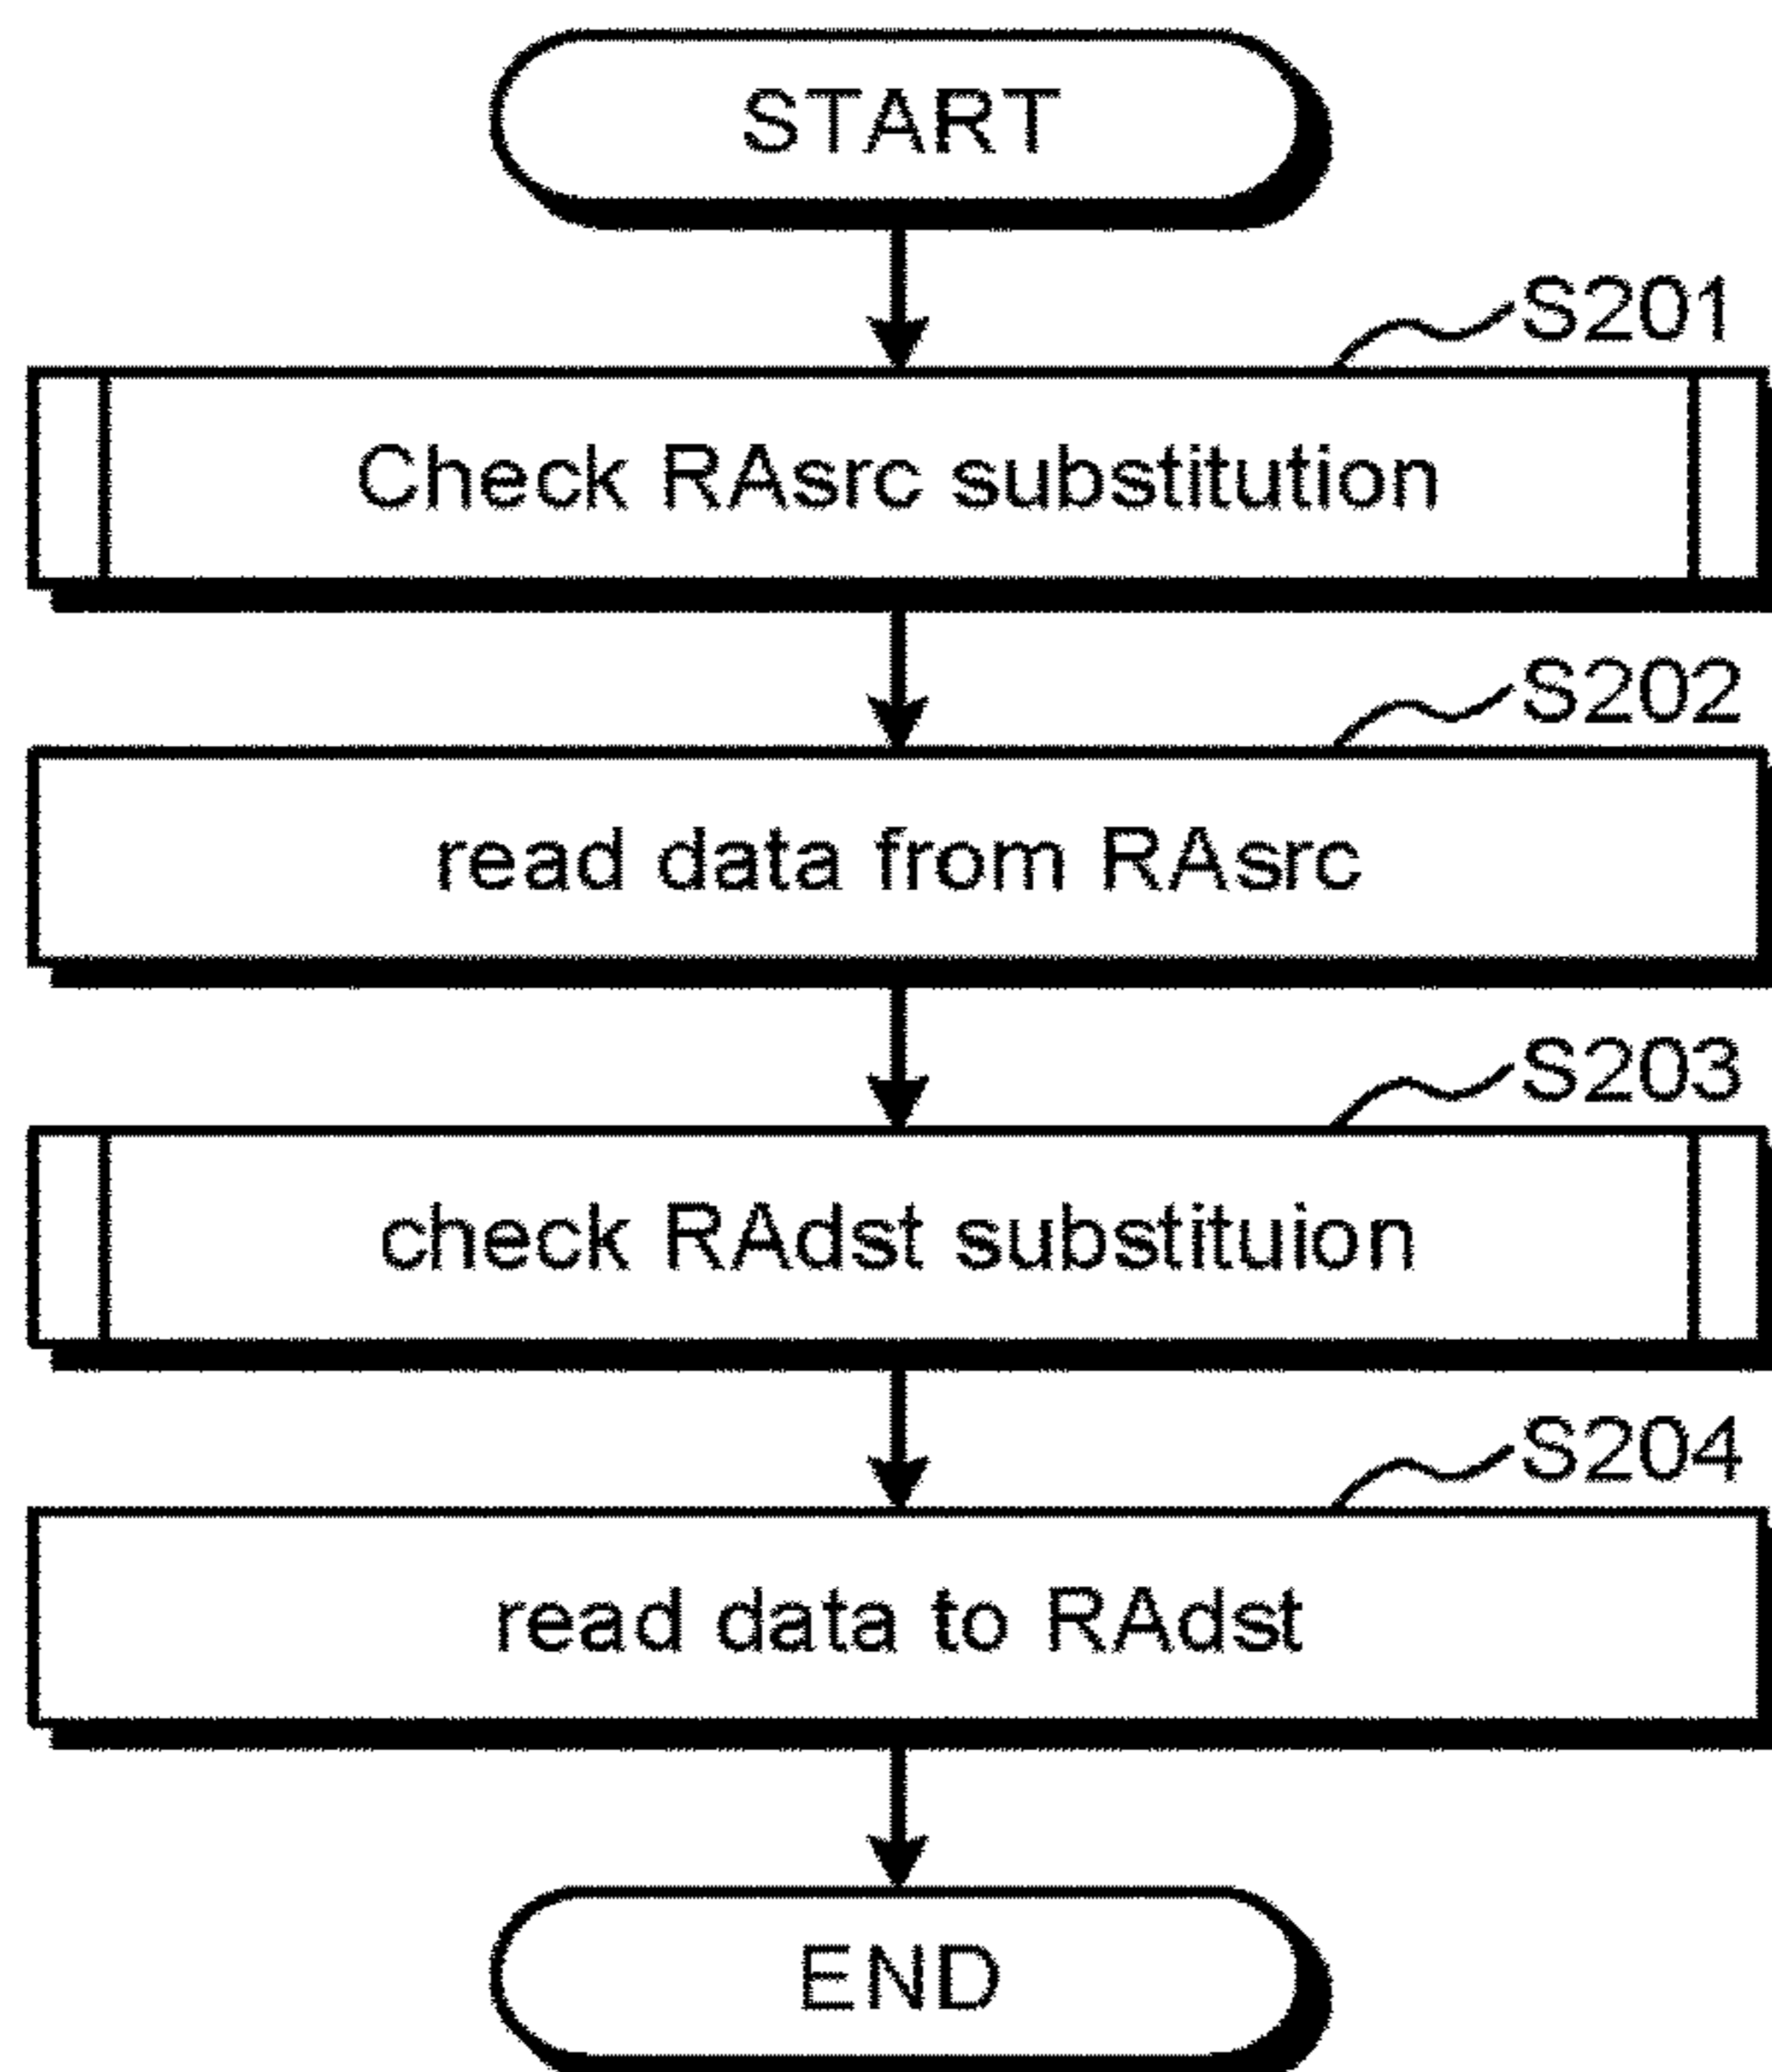 START
S201
Check RAsrc substitution
S202
read data from RAsrc
S203
check RAdst substituion
S204
read data to RAdst
END